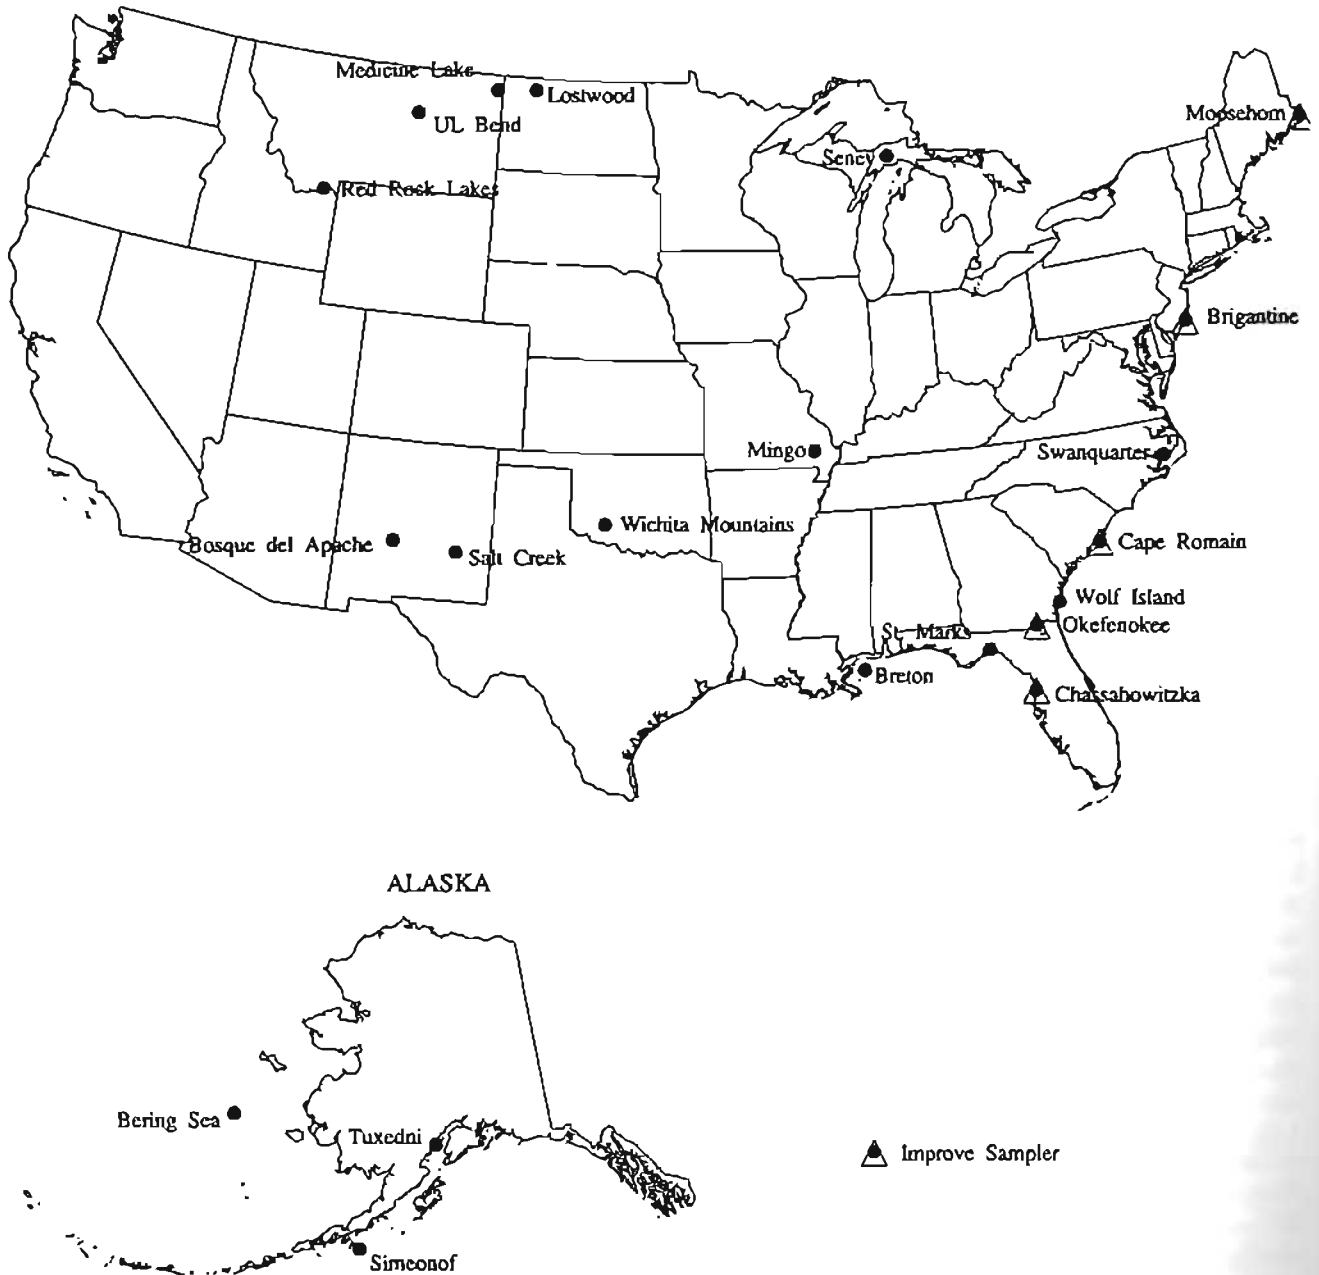 Medicine Lake
Lostwood
UL Bend
Moosehorn
Seney
Red Rock Lakes
Brigantine
Mingo
Swanquarter
Wichita Mountains
Bosque del Apache
Salt Creek
Cape Romain
Wolf Island
Okefenokee
St. Marks
Breton
Chassahowitzka
ALASKA
Bering Sea
Tuxedni
Improve Sampler
Simeonof